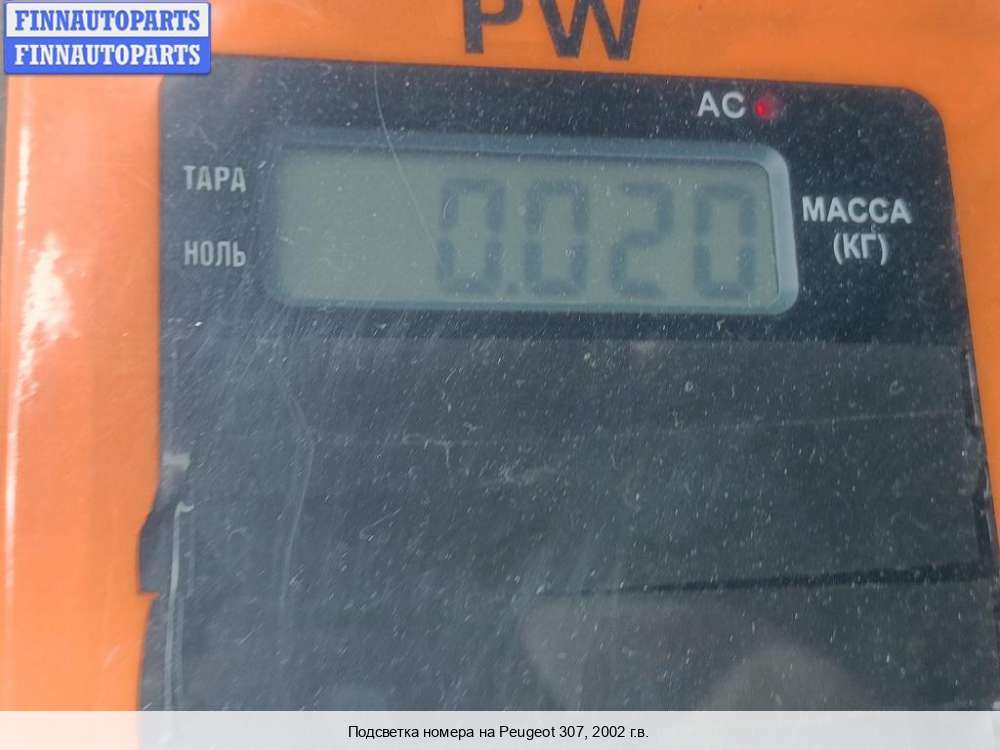 FINNAUTOPARTS
FINNAUTOPARTS
PW
AC
ТАРА
НОЛЬ
0.020
МАССА
(КГ)
Подсветка номера на Peugeot 307, 2002 г.в.